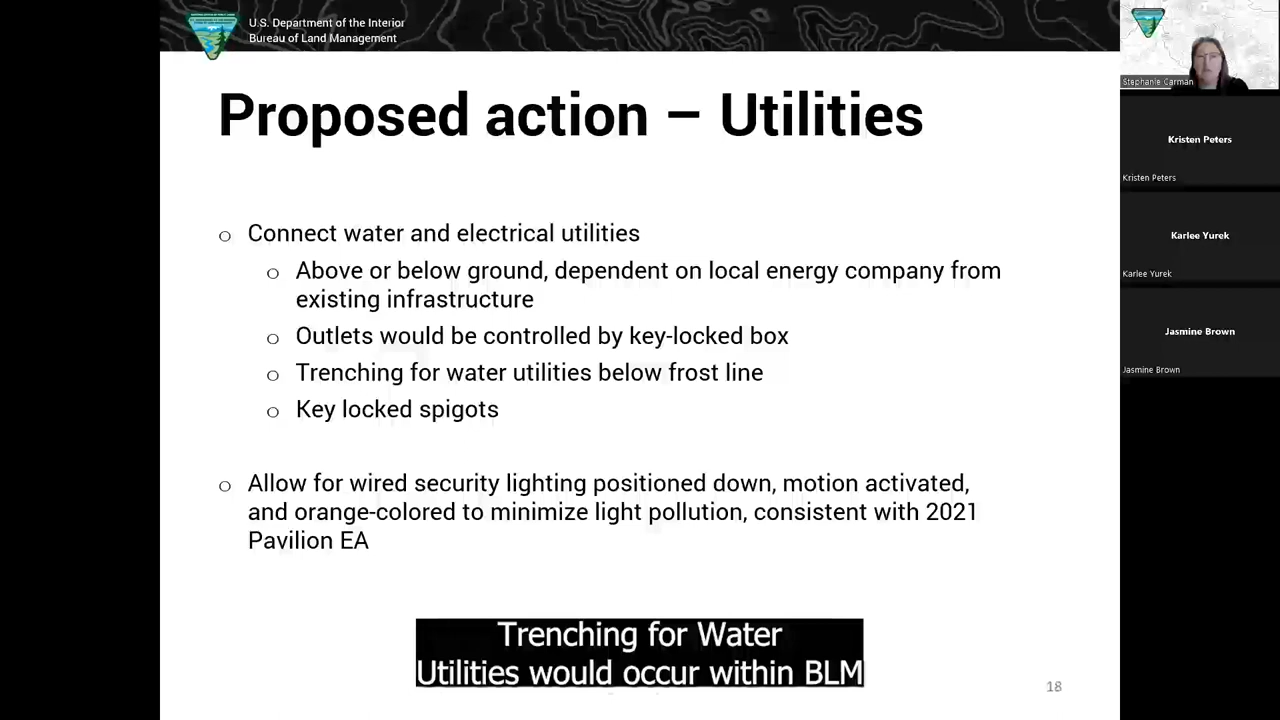 U.S. Department of the Interior
Bureau of Land Management
Proposed action – Utilities
o Connect water and electrical utilities
o Above or below ground, dependent on local energy company from
existing infrastructure
o Outlets would be controlled by key-locked box
o Trenching for water utilities below frost line
o Key locked spigots
o Allow for wired security lighting positioned down, motion activated,
and orange-colored to minimize light pollution, consistent with 2021
Pavilion EA
Trenching for Water
Utilities would occur within BLM
18
Stephanie Carman
Kristen Peters
Kristen Peters
Karlee Yurek
Karlee Yurek
Jasmine Brown
Jasmine Brown